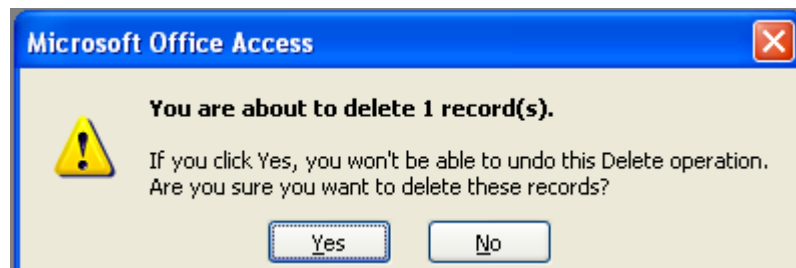 Microsoft Office Access
You are about to delete 1 record(s).
If you click Yes, you won't be able to undo this Delete operation.
Are you sure you want to delete these records?
Yes No